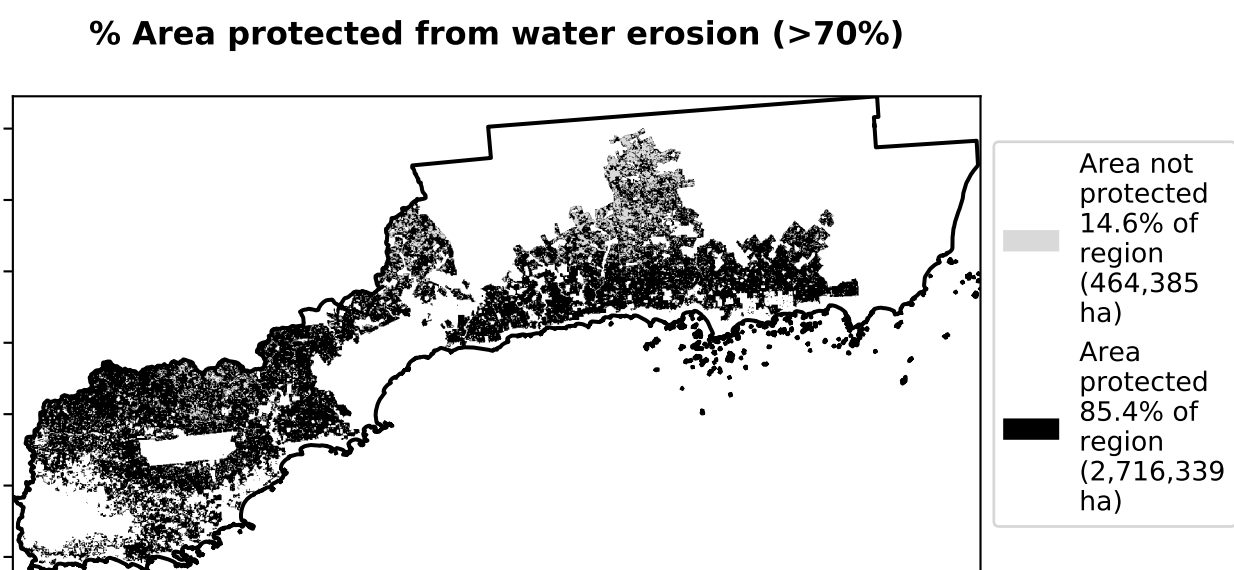 % Area protected from water erosion (>70%)
Area not
protected
14.6% of
region
(464,385
ha)
Area
protected
85.4% of
region
(2,716,339
ha)